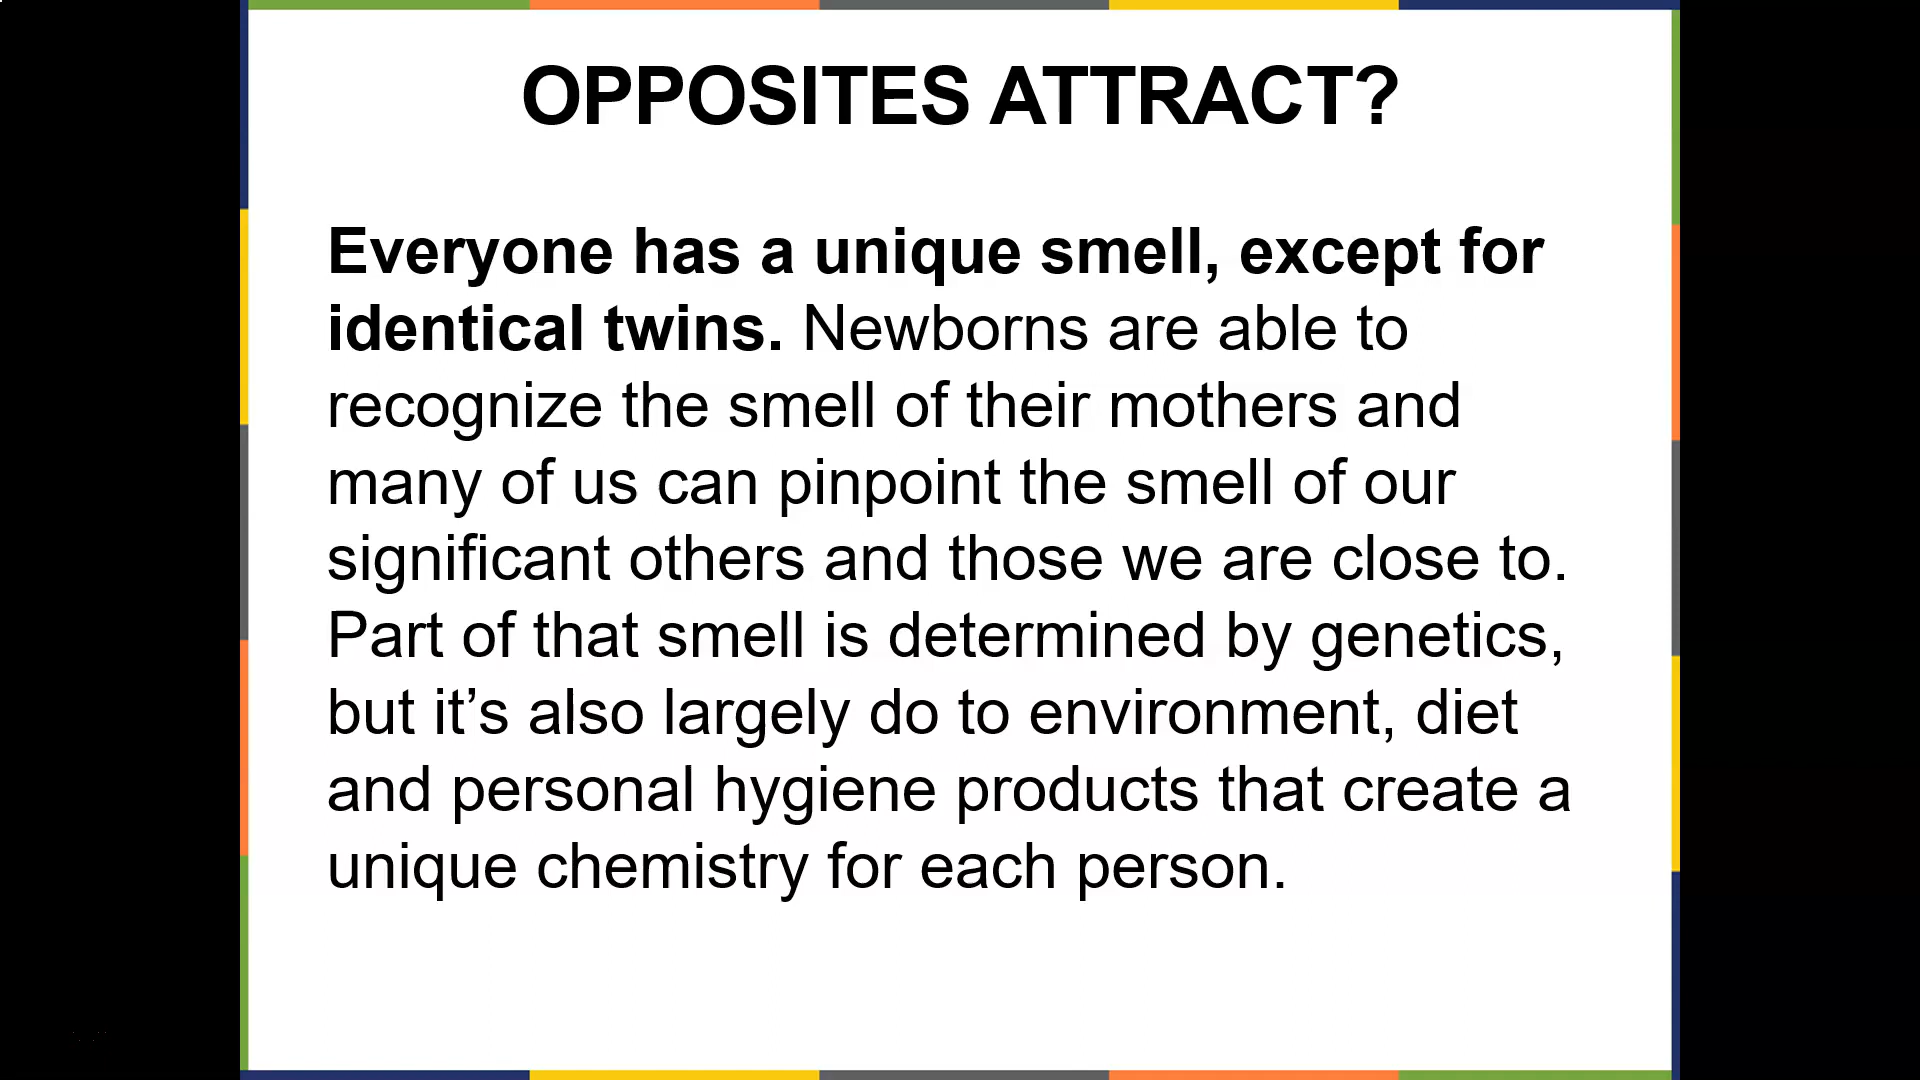 OPPOSITES ATTRACT?
Everyone has a unique smell, except for
identical twins. Newborns are able to
recognize the smell of their mothers and
many of us can pinpoint the smell of our
significant others and those we are close to.
Part of that smell is determined by genetics,
but it’s also largely do to environment, diet
and personal hygiene products that create a
unique chemistry for each person.